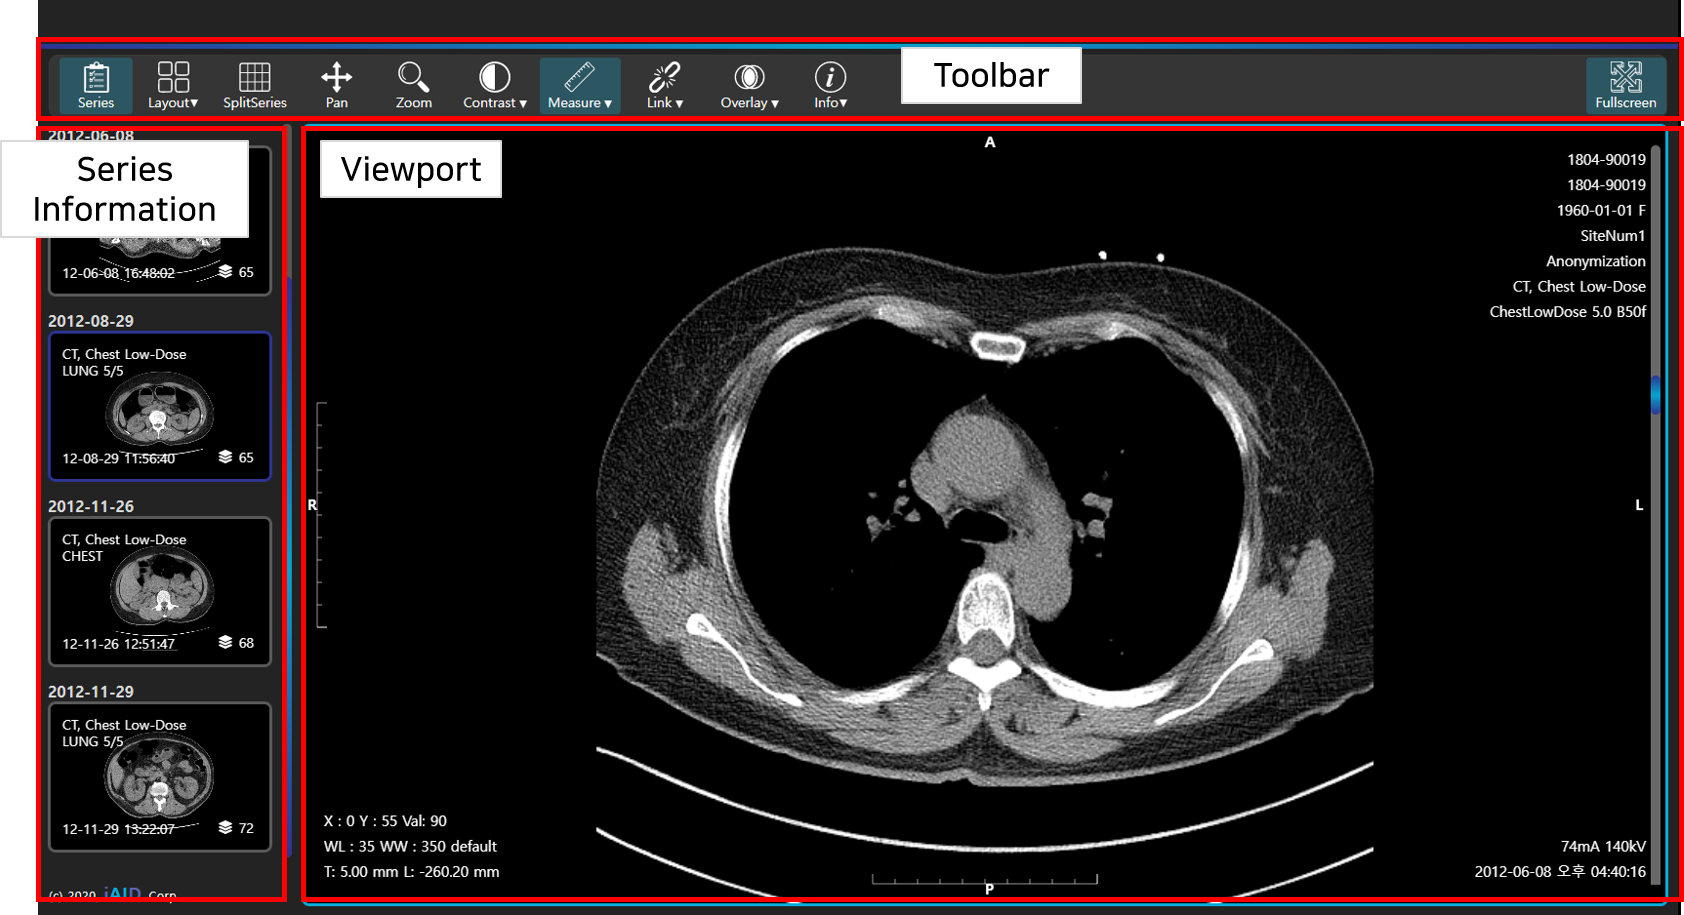 Series
Layout▾
SplitSeries
Pan
Zoom
Contrast ▾
Measure ▾
Link ▾
Overlay ▾
Info▾
Toolbar
Fullscreen
2012-06-08
Series
Information
12-06-08 16:48:02
65
2012-08-29
CT, Chest Low-Dose
LUNG 5/5
12-08-29 11:56:40
65
2012-11-26
CT, Chest Low-Dose
CHEST
12-11-26 12:51:47
68
2012-11-29
CT, Chest Low-Dose
LUNG 5/5
12-11-29 13:22:07
72
(c) 2020 iAID Corp
Viewport
A
1804-90019
1804-90019
1960-01-01 F
SiteNum1
Anonymization
CT, Chest Low-Dose
ChestLowDose 5.0 B50f
R
L
X : 0 Y : 55 Val: 90
WL : 35 WW : 350 default
T: 5.00 mm L: -260.20 mm
P
74mA 140kV
2012-06-08 오후 04:40:16